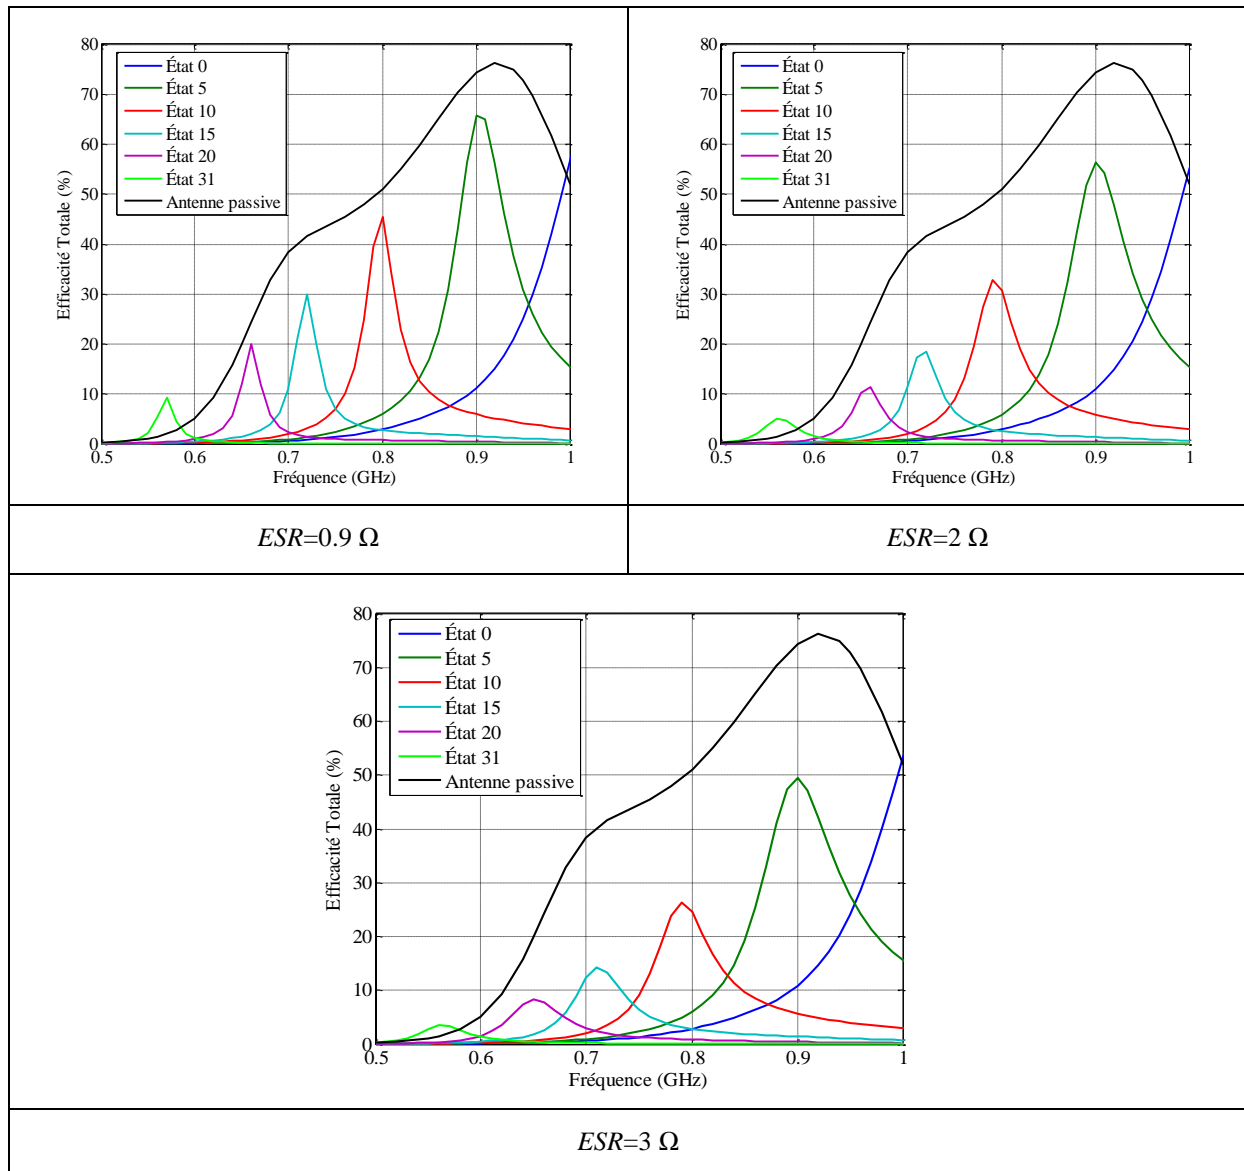 Efficacité Totale (%)
80
70
60
50
40
30
20
10
0
État 0
État 5
État 10
État 15
État 20
État 31
Antenne passive
0.5 0.6 0.7 0.8 0.9 1
Fréquence (GHz)
ESR=0.9 Ω
Efficacité Totale (%)
80
70
60
50
40
30
20
10
0
État 0
État 5
État 10
État 15
État 20
État 31
Antenne passive
0.5 0.6 0.7 0.8 0.9 1
Fréquence (GHz)
ESR=2 Ω
Efficacité Totale (%)
80
70
60
50
40
30
20
10
0
État 0
État 5
État 10
État 15
État 20
État 31
Antenne passive
0.5 0.6 0.7 0.8 0.9 1
Fréquence (GHz)
ESR=3 Ω